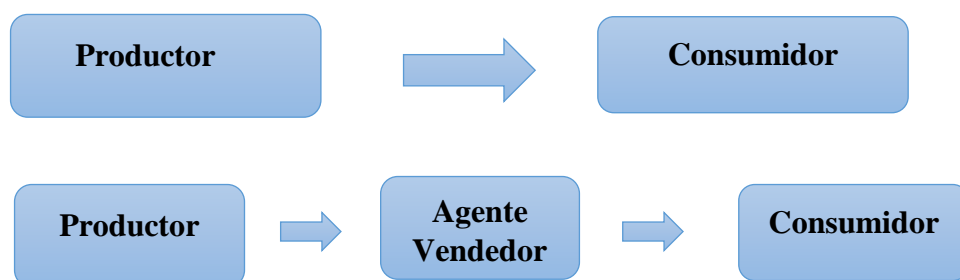 Productor
Consumidor
Productor
Agente
Vendedor
Consumidor